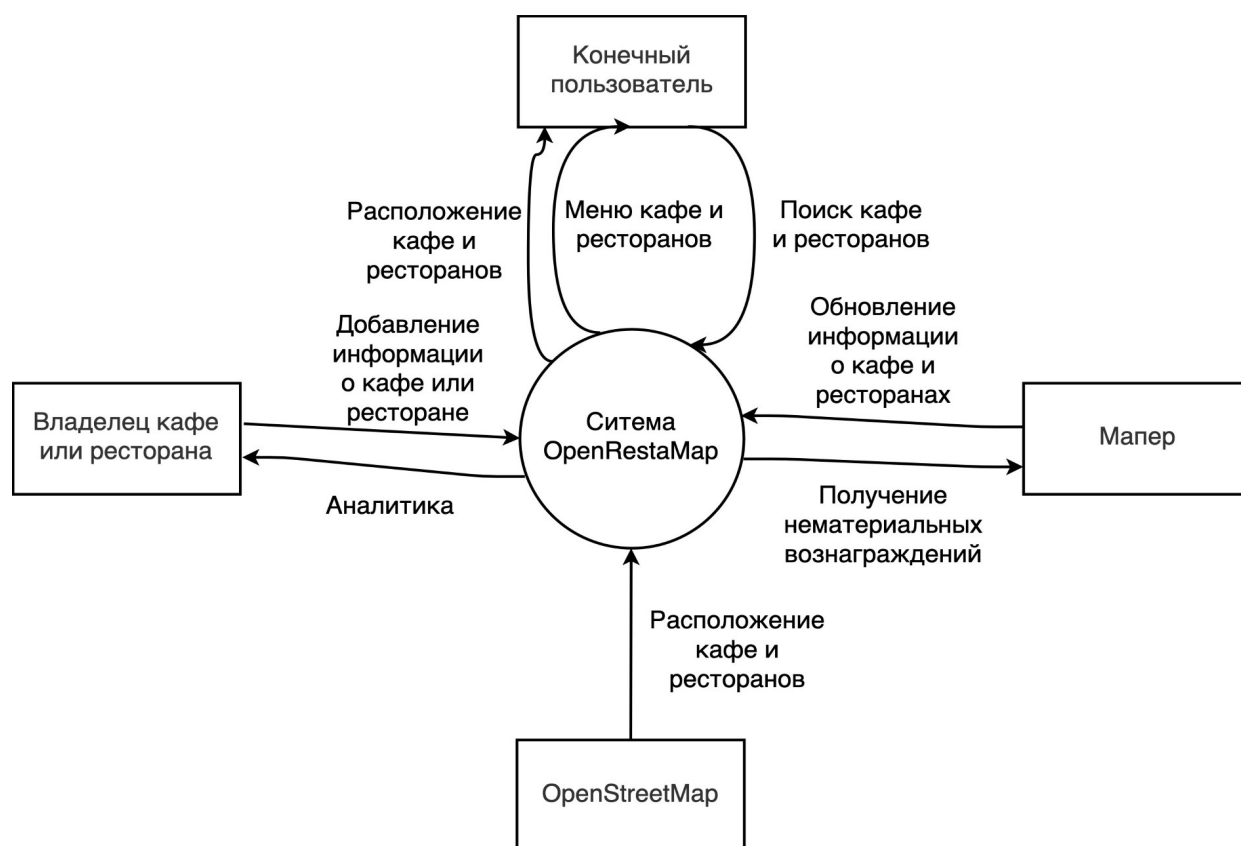 Конечный
пользователь
Расположение
кафе и
ресторанов
Меню кафе и
ресторанов
Поиск кафе
и ресторанов
Добавление
информации
о кафе или
ресторане
Обновление
информации
о кафе и
ресторанах
Владелец кафе
или ресторана
Ситема
OpenRestaMap
Мапер
Аналитика
Получение
нематериальных
вознаграждений
Расположение
кафе и
ресторанов
OpenStreetMap